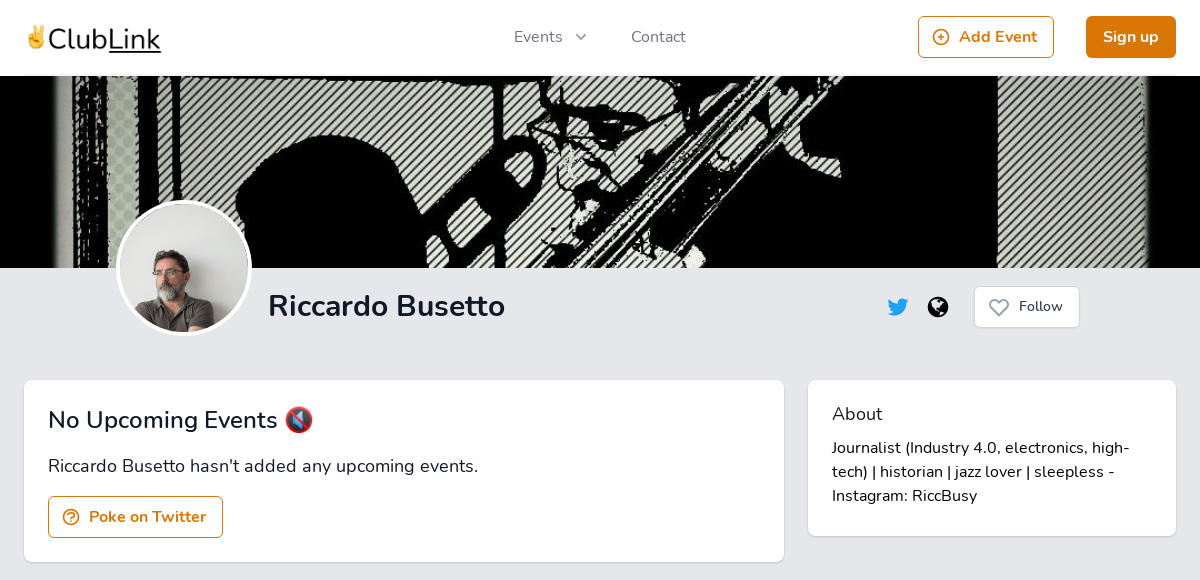 ClubLink
Events
Contact
Add Event
Sign up
Riccardo Busetto
Follow
No Upcoming Events
Riccardo Busetto hasn't added any upcoming events.
Poke on Twitter
About
Journalist (Industry 4.0, electronics, high-
tech) | historian | jazz lover | sleepless -
Instagram: RiccBusy